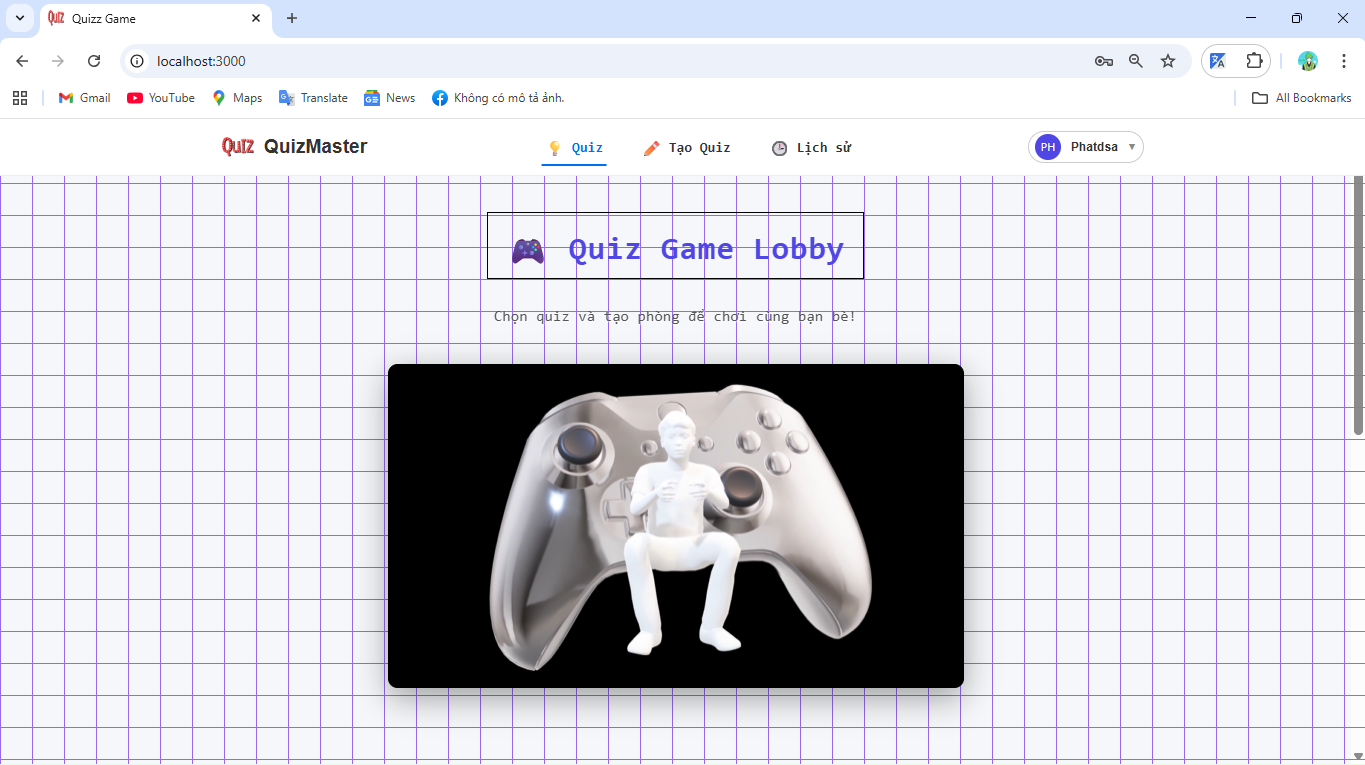 Quizz Game
localhost:3000
Gmail YouTube Maps Translate News Không có mô tả ảnh. All Bookmarks
QUIZ QuizMaster Quiz Tạo Quiz Lịch sử PH Phatdsa
Quiz Game Lobby
Chọn quiz và tạo phòng để chơi cùng bạn bè!